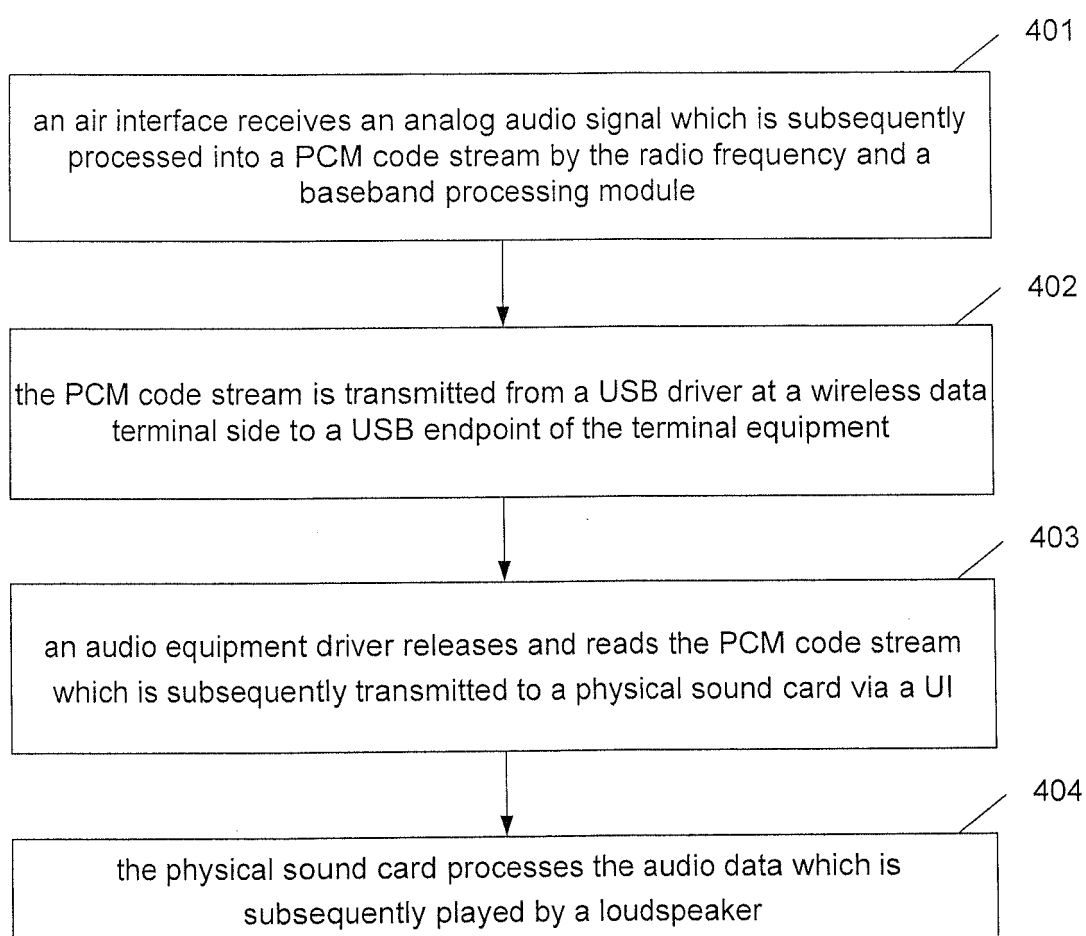 401
an air interface receives an analog audio signal which is subsequently
processed into a PCM code stream by the radio frequency and a
baseband processing module
402
the PCM code stream is transmitted from a USB driver at a wireless data
terminal side to a USB endpoint of the terminal equipment
403
an audio equipment driver releases and reads the PCM code stream
which is subsequently transmitted to a physical sound card via a UI
404
the physical sound card processes the audio data which is
subsequently played by a loudspeaker